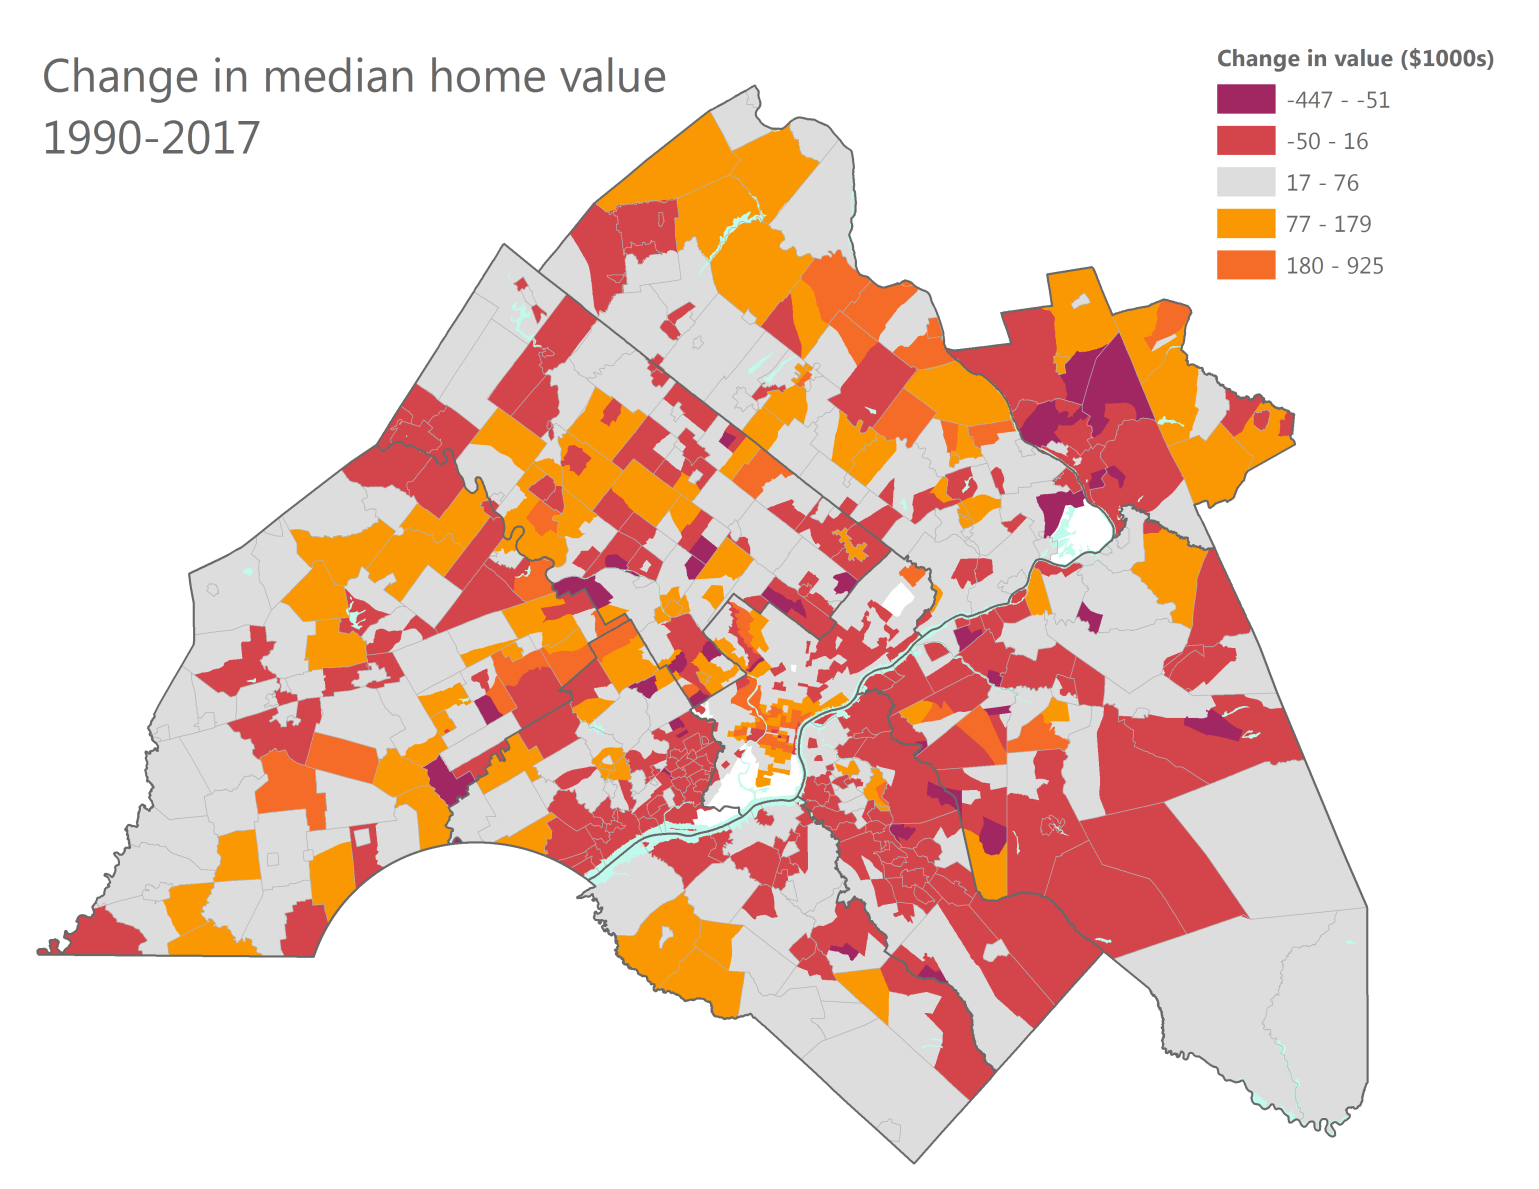 Change in median home value
1990-2017
Change in value ($1000s)
-447 - -51
-50 - 16
17 - 76
77 - 179
180 - 925